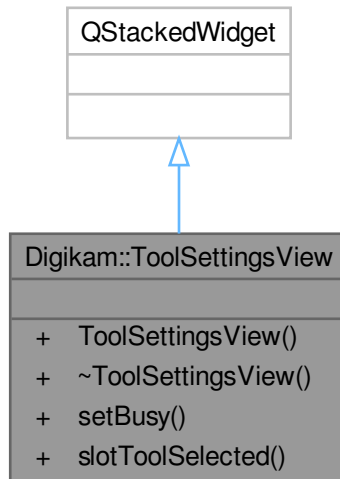 QStackedWidget
Digikam::ToolSettingsView
+ ToolSettingsView()
+ ~ToolSettingsView()
+ setBusy()
+ slotToolSelected()